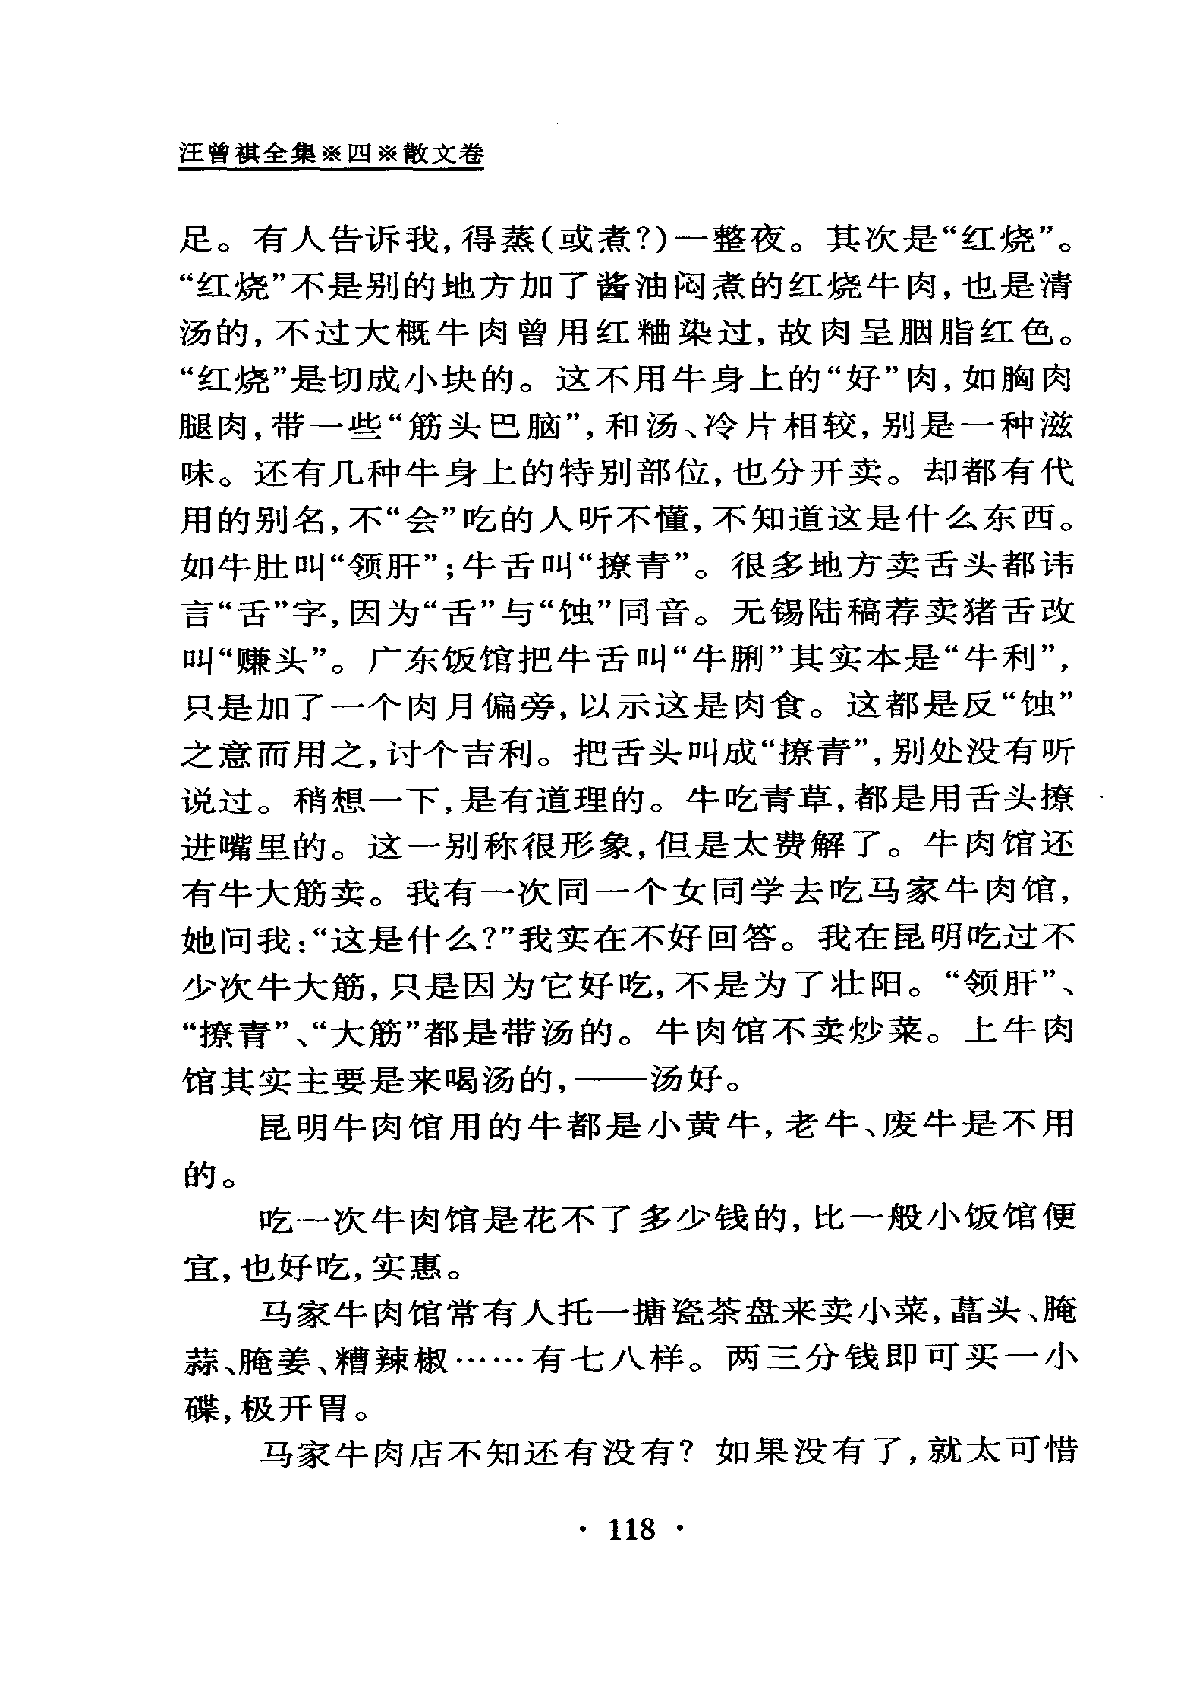 汪曾祺全集※四※散文卷
足。有人告诉我,得蒸(或煮?)一整夜。其次是“红烧”。
“红烧”不是别的地方加了酱油闷煮的红烧牛肉,也是清
汤的,不过大概牛肉曾用红粬染过,故肉呈胭脂红色。
“红烧”是切成小块的。这不用牛身上的“好”肉,如胸肉
腿肉,带一些“筋头巴脑”,和汤、冷片相较,别是一种滋
味。还有几种牛身上的特别部位,也分开卖。却都有代
用的别名,不“会”吃的人听不懂,不知道这是什么东西。
如牛肚叫“领肝”;牛舌叫“撩青”。很多地方卖舌头都讳
言“舌”字,因为“舌”与“蚀”同音。无锡陆稿荐卖猪舌改
叫“赚头”。广东饭馆把牛舌叫“牛脷”其实本是“牛利”,
只是加了一个肉月偏旁,以示这是肉食。这都是反“蚀”
之意而用之,讨个吉利。把舌头叫成“撩青”,别处没有听
说过。稍想一下,是有道理的。牛吃青草,都是用舌头撩
进嘴里的。这一别称很形象,但是太费解了。牛肉馆还
有牛大筋卖。我有一次同一个女同学去吃马家牛肉馆,
她问我:“这是什么?”我实在不好回答。我在昆明吃过不
少次牛大筋,只是因为它好吃,不是为了壮阳。“领肝”、
“撩青”、“大筋”都是带汤的。牛肉馆不卖炒菜。上牛肉
馆其实主要是来喝汤的,——汤好。
昆明牛肉馆用的牛都是小黄牛,老牛、废牛是不用
的。
吃一次牛肉馆是花不了多少钱的,比一般小饭馆便
宜,也好吃,实惠。
马家牛肉馆常有人托一搪瓷茶盘来卖小菜,藠头、腌
蒜、腌姜、糟辣椒……有七八样。两三分钱即可买一小
碟,极开胃。
马家牛肉店不知还有没有?如果没有了,就太可惜
· 118 ·